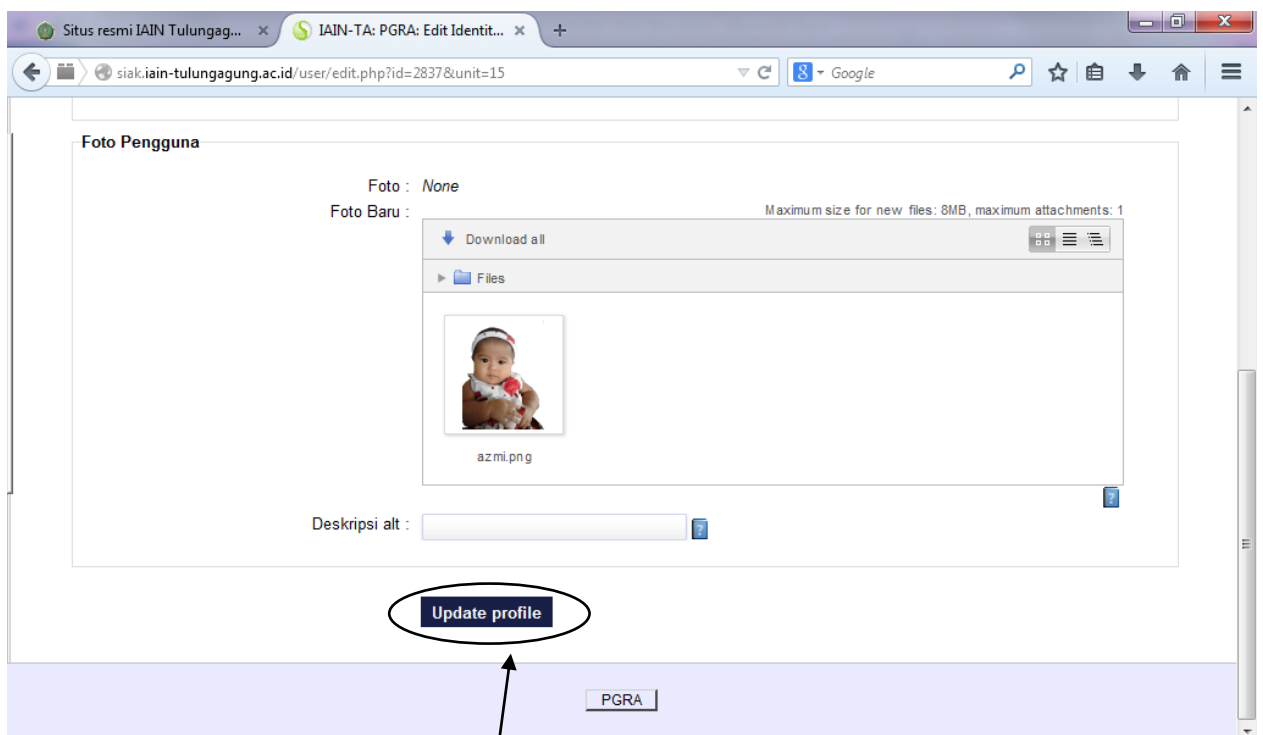 Situs resmi IAIN Tulungag... × IAIN-TA: PGRA: Edit Identit... × +
siak.iain-tulungagung.ac.id/user/edit.php?id=2837&unit=15 8 Google
Foto Pengguna
Foto : None
Foto Baru : Maximum size for new files: 8MB, maximum attachments: 1
Download all
Files
azmi.png
Deskripsi alt :
Update profile
PGRA